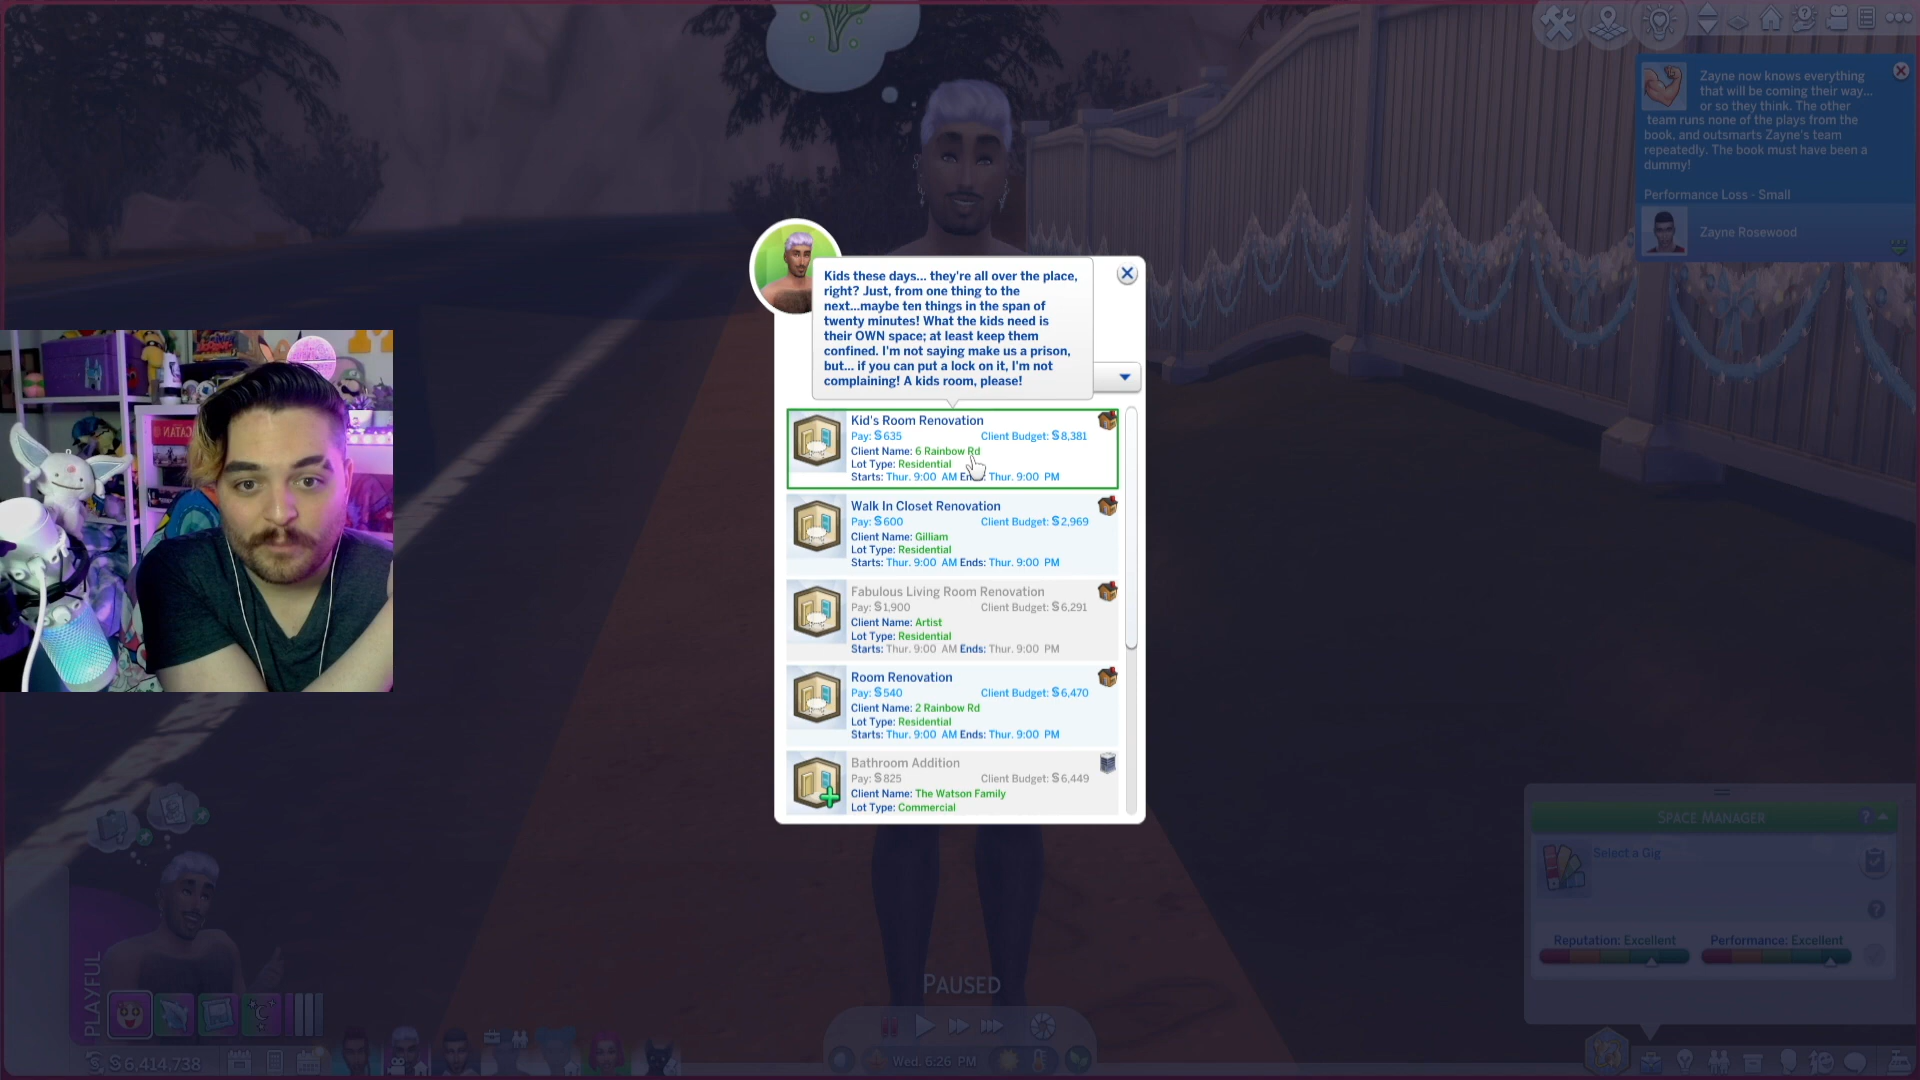 Zayne now knows everything
that will be coming their way...
or so they think. The other
team runs none of the plays from the
book, and outsmarts Zayne's team
repeatedly. The book must have been a
dummy!
Performance Loss - Small
Zayne Rosewood
Kids these days... they're all over the place,
right? Just, from one thing to the
next...maybe ten things in the span of
twenty minutes! What the kids need is
their OWN space; at least keep them
confined. I'm not saying make us a prison,
but... if you can put a lock on it, I'm not
complaining! A kids room, please!
Kid's Room Renovation
Pay: §635 Client Budget: §8,381
Client Name: 6 Rainbow Rd
Lot Type: Residential
Starts: Thur. 9:00 AM Thur. 9:00 PM
Walk In Closet Renovation
Pay: §600 Client Budget: §2,969
Client Name: Gilliam
Lot Type: Residential
Starts: Thur. 9:00 AM Ends: Thur. 9:00 PM
Fabulous Living Room Renovation
Pay: §1,900 Client Budget: §6,291
Client Name: Artist
Lot Type: Residential
Starts: Thur. 9:00 AM Ends: Thur. 9:00 PM
Room Renovation
Pay: §540 Client Budget: §6,470
Client Name: 2 Rainbow Rd
Lot Type: Residential
Starts: Thur. 9:00 AM Ends: Thur. 9:00 PM
Bathroom Addition
Pay: §825 Client Budget: §6,449
Client Name: The Watson Family
Lot Type: Commercial
CATAN
Space Manager
Select a Gig
Reputation: Excellent Performance: Excellent
PLAYFUL
Paused
§6,414,738
Wed. 6:26 PM